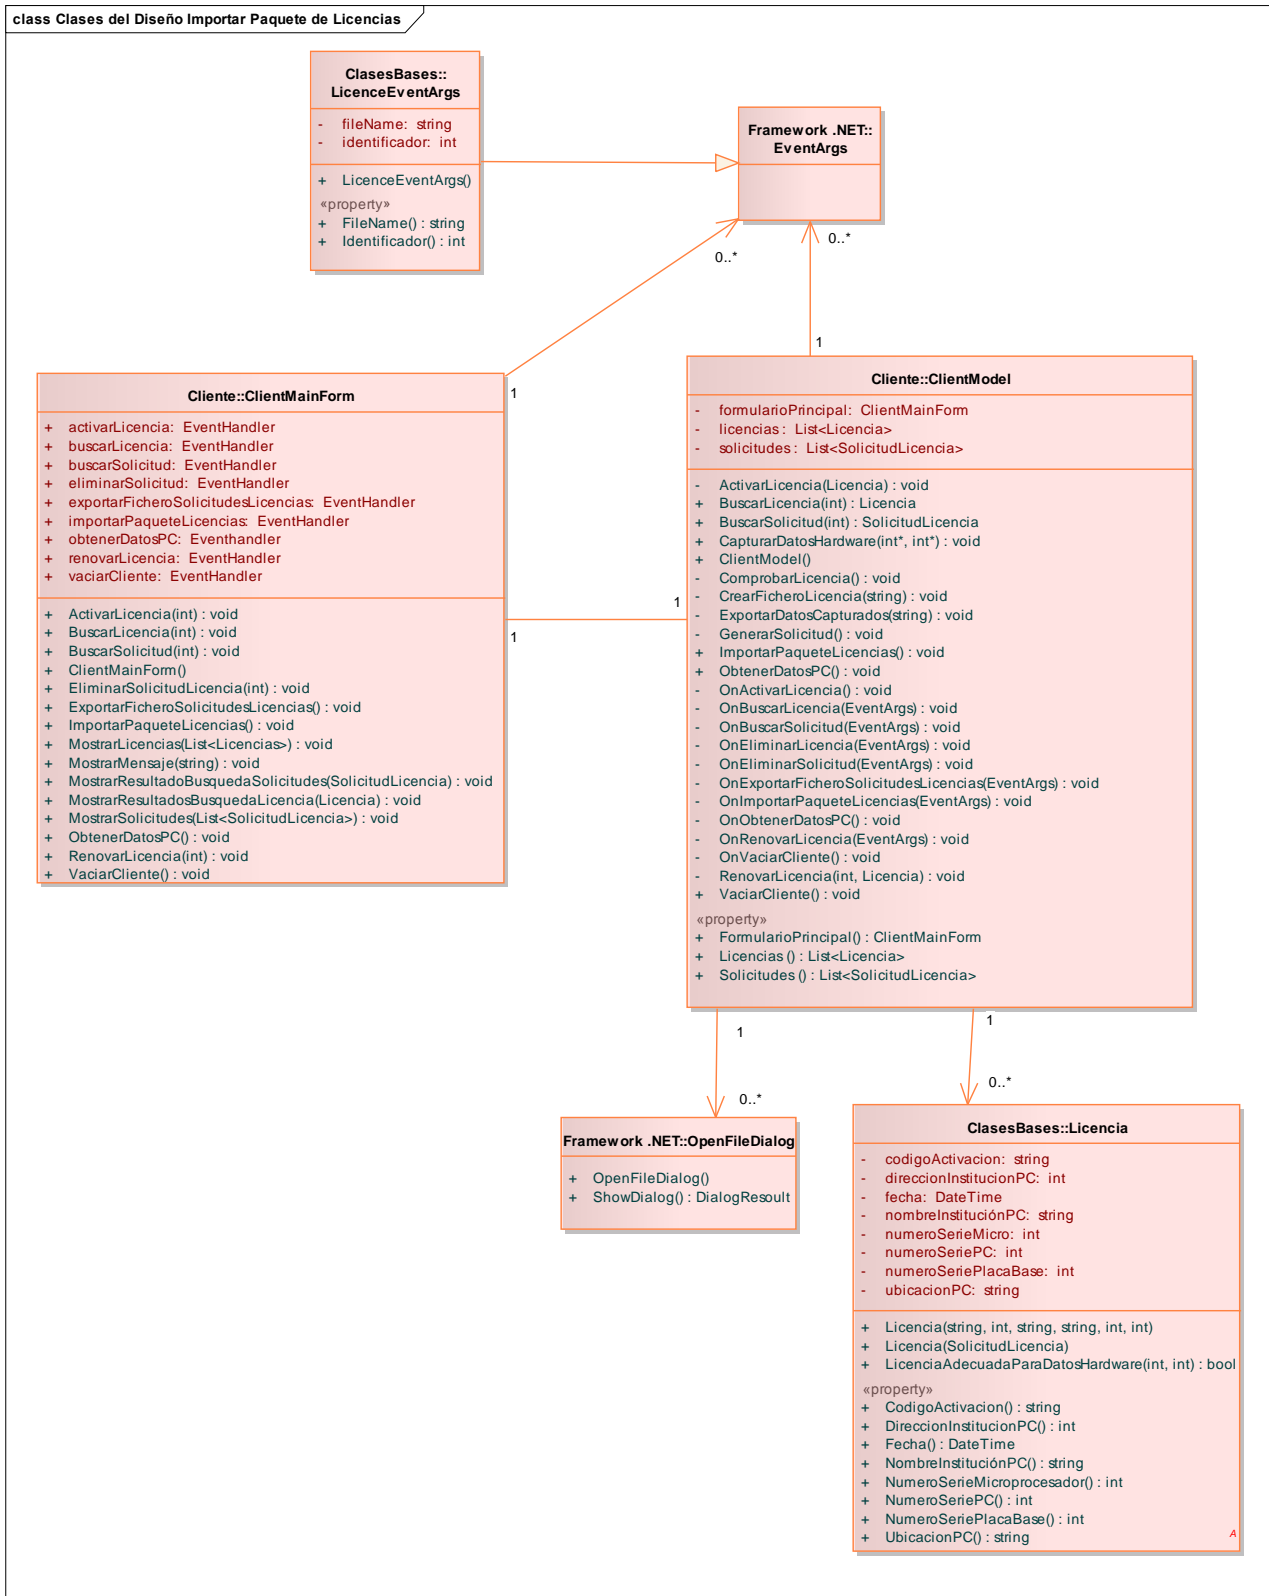 class Clases del Diseño Importar Paquete de Licencias
ClasesBases::
LicenceEventArgs
- fileName: string
- identificador: int
+ LicenceEventArgs()
«property»
+ FileName() : string
+ Identificador() : int
Framework .NET::
EventArgs
0..*
0..*
1
1
Cliente::ClientMainForm
+ activarLicencia: EventHandler
+ buscarLicencia: EventHandler
+ buscarSolicitud: EventHandler
+ eliminarSolicitud: EventHandler
+ exportarFicheroSolicitudesLicencias: EventHandler
+ importarPaqueteLicencias: EventHandler
+ obtenerDatosPC: Eventhandler
+ renovarLicencia: EventHandler
+ vaciarCliente: EventHandler
+ ActivarLicencia(int) : void
+ BuscarLicencia(int) : void
+ BuscarSolicitud(int) : void
+ ClientMainForm()
+ EliminarSolicitudLicencia(int) : void
+ ExportarFicheroSolicitudesLicencias() : void
+ ImportarPaqueteLicencias() : void
+ MostrarLicencias(List<Licencias>) : void
+ MostrarMensaje(string) : void
+ MostrarResultadoBusquedaSolicitudes(SolicitudLicencia) : void
+ MostrarResultadosBusquedaLicencia(Licencia) : void
+ MostrarSolicitudes(List<SolicitudLicencia>) : void
+ ObtenerDatosPC() : void
+ RenovarLicencia(int) : void
+ VaciarCliente() : void
1
1
Cliente::ClientModel
- formularioPrincipal: ClientMainForm
- licencias: List<Licencia>
- solicitudes: List<SolicitudLicencia>
- ActivarLicencia(Licencia) : void
+ BuscarLicencia(int) : Licencia
+ BuscarSolicitud(int) : SolicitudLicencia
+ CapturarDatosHardware(int*, int*) : void
+ ClientModel()
- ComprobarLicencia() : void
- CrearFicheroLicencia(string) : void
- ExportarDatosCapturados(string) : void
- GenerarSolicitud() : void
+ ImportarPaqueteLicencias() : void
+ ObtenerDatosPC() : void
- OnActivarLicencia() : void
- OnBuscarLicencia(EventArgs) : void
- OnBuscarSolicitud(EventArgs) : void
- OnEliminarLicencia(EventArgs) : void
- OnEliminarSolicitud(EventArgs) : void
- OnExportarFicheroSolicitudesLicencias(EventArgs) : void
- OnImportarPaqueteLicencias(EventArgs) : void
- OnObtenerDatosPC() : void
- OnRenovarLicencia(EventArgs) : void
- OnVaciarCliente() : void
- RenovarLicencia(int, Licencia) : void
+ VaciarCliente() : void
«property»
+ FormularioPrincipal() : ClientMainForm
+ Licencias() : List<Licencia>
+ Solicitudes() : List<SolicitudLicencia>
1
1
0..*
0..*
Framework .NET::OpenFileDialog
+ OpenFileDialog()
+ ShowDialog() : DialogResoult
ClasesBases::Licencia
- codigoActivacion: string
- direccionInstitucionPC: int
- fecha: DateTime
- nombreInstituciónPC: string
- numeroSerieMicro: int
- numeroSeriePC: int
- numeroSeriePlacaBase: int
- ubicacionPC: string
+ Licencia(string, int, string, string, int, int)
+ Licencia(SolicitudLicencia)
+ LicenciaAdecuadaParaDatosHardware(int, int) : bool
«property»
+ CodigoActivacion() : string
+ DireccionInstitucionPC() : int
+ Fecha() : DateTime
+ NombreInstituciónPC() : string
+ NumeroSerieMicroprocesador() : int
+ NumeroSeriePC() : int
+ NumeroSeriePlacaBase() : int
+ UbicacionPC() : string
A